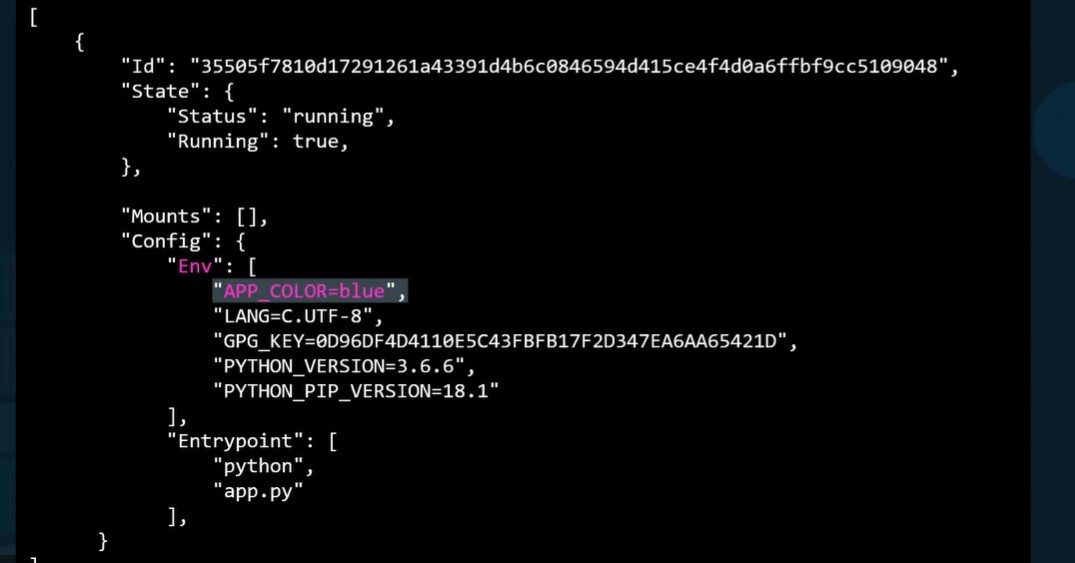 [
{
"Id": "35505f7810d17291261a43391d4b6c0846594d415ce4f4d0a6ffbf9cc5109048",
"State": {
"Status": "running",
"Running": true,
},
"Mounts": [],
"Config": {
"Env": [
"APP_COLOR=blue",
"LANG=C.UTF-8",
"GPG_KEY=0D96DF4D4110E5C43FBFB17F2D347EA6AA65421D",
"PYTHON_VERSION=3.6.6",
"PYTHON_PIP_VERSION=18.1"
],
"Entrypoint": [
"python",
"app.py"
],
}
]